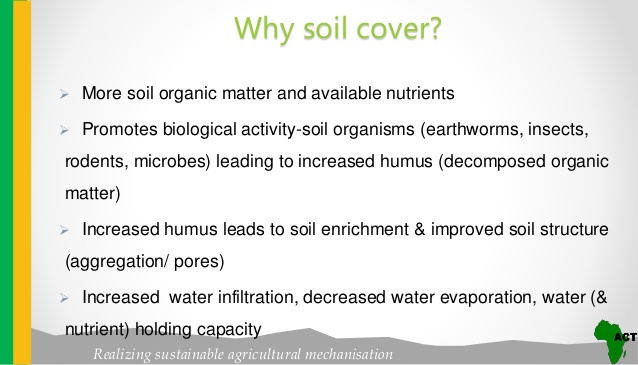 Why soil cover?
More soil organic matter and available nutrients
Promotes biological activity-soil organisms (earthworms, insects,
rodents, microbes) leading to increased humus (decomposed organic
matter)
Increased humus leads to soil enrichment & improved soil structure
(aggregation/ pores)
Increased water infiltration, decreased water evaporation, water (&
nutrient) holding capacity
Realizing sustainable agricultural mechanisation
ACT